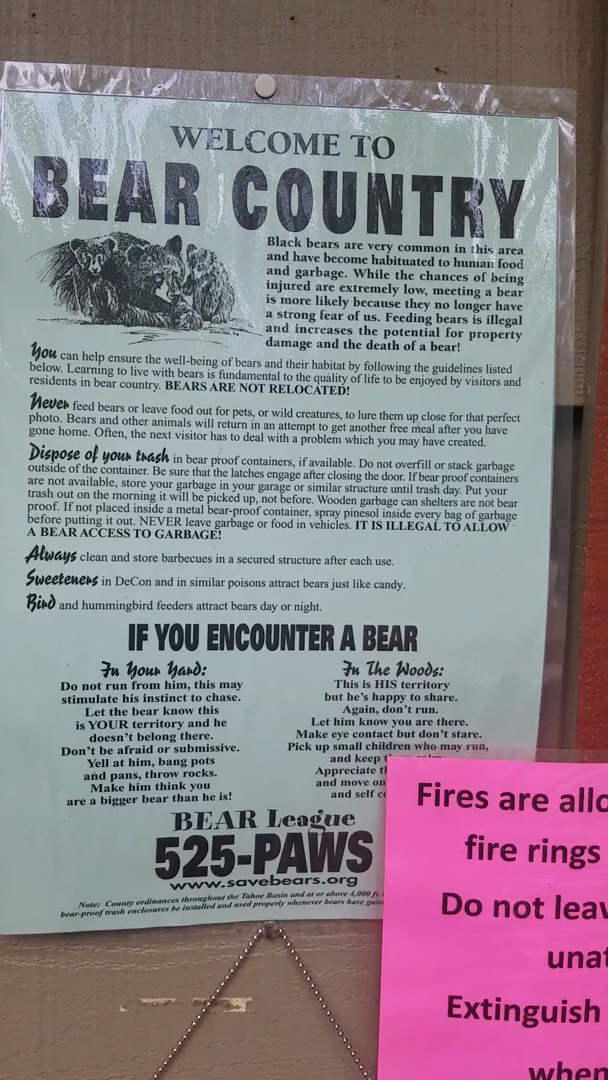 WELCOME TO
BEAR COUNTRY
Black bears are very common in this area
and have become habituated to human food
and garbage. While the chances of being
injured are extremely low, meeting a bear
is more likely because they no longer have
a strong fear of us. Feeding bears is illegal
and increases the potential for property
damage and the death of a bear!
You can help ensure the well-being of bears and their habitat by following the guidelines listed
below. Learning to live with bears is fundamental to the quality of life to be enjoyed by visitors and
residents in bear country. BEARS ARE NOT RELOCATED!
Never feed bears or leave food out for pets, or wild creatures, to lure them up close for that perfect
photo. Bears and other animals will return in an attempt to get another free meal after you have
gone home. Often, the next visitor has to deal with a problem which you may have created.
Dispose of your trash in bear proof containers, if available. Do not overfill or stack garbage
outside of the container. Be sure that the latches engage after closing the door. If bear proof containers
are not available, store your garbage in your garage or similar structure until trash day. Put your
trash out on the morning it will be picked up, not before. Wooden garbage can shelters are not bear
proof. If not placed inside a metal bear-proof container, spray pinesol inside every bag of garbage
before putting it out. NEVER leave garbage or food in vehicles. IT IS ILLEGAL TO ALLOW
A BEAR ACCESS TO GARBAGE!
Always clean and store barbecues in a secured structure after each use.
Sweeteners in DeCon and in similar poisons attract bears just like candy.
Bird and hummingbird feeders attract bears day or night.
IF YOU ENCOUNTER A BEAR
In Your Yard:
Do not run from him, this may
stimulate his instinct to chase.
Let the bear know this
is YOUR territory and he
doesn't belong there.
Don't be afraid or submissive.
Yell at him, bang pots
and pans, throw rocks.
Make him think you
are a bigger bear than he is!
In The Woods:
This is HIS territory
but he's happy to share.
Again, don't run.
Let him know you are there.
Make eye contact but don't stare.
Pick up small children who may run,
and keep
Appreciate
and move on
and self
BEAR League
525-PAWS
www.savebears.org
Note: County ordinances throughout the Tahoe Basin and at or above 4,000 ft.
bear-proof trash enclosures be installed and used properly whenever bears have
Fires are
fire rings
Do not
Extinguish
when